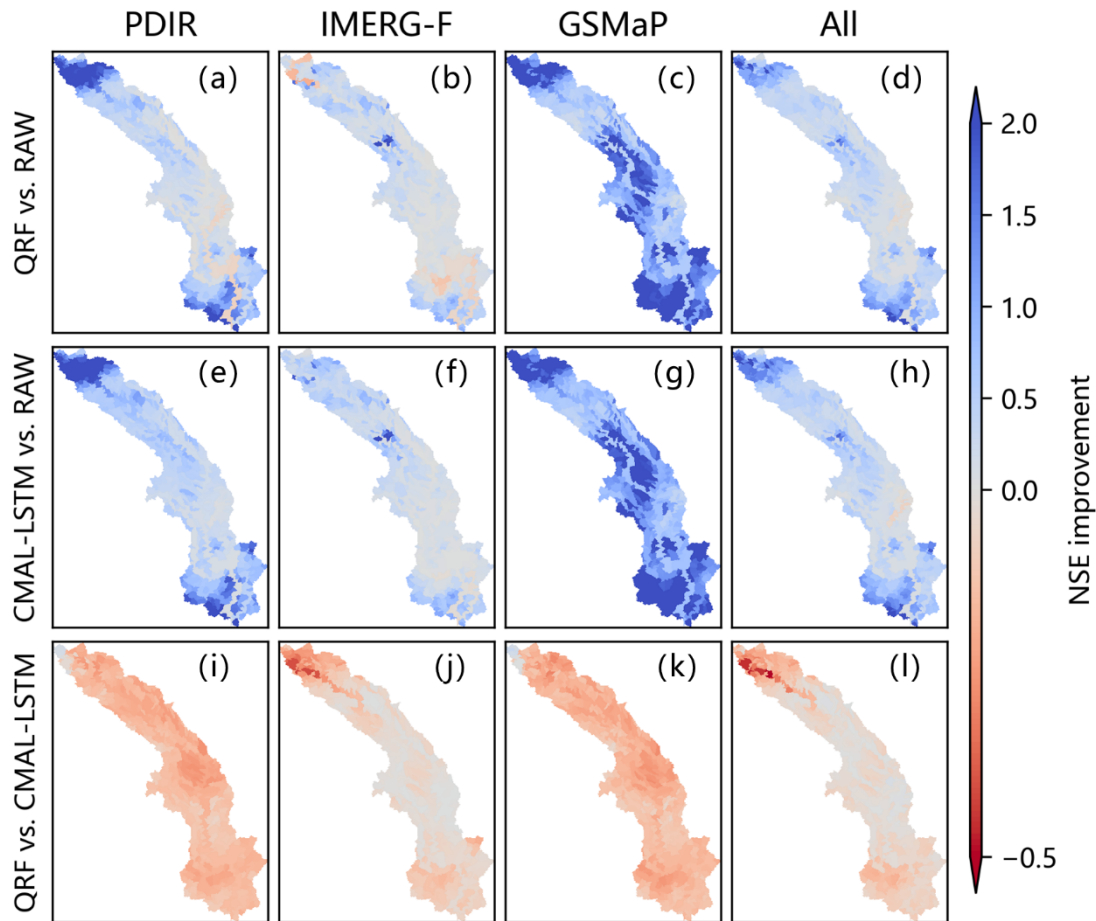 PDIR IMERG-F GSMaP All
QRF vs. RAW
(a) (b) (c) (d)
CMAL-LSTM vs. RAW
(e) (f) (g) (h)
QRF vs. CMAL-LSTM
(i) (j) (k) (l)
2.0
1.5
1.0
0.5
0.0
−0.5
NSE improvement